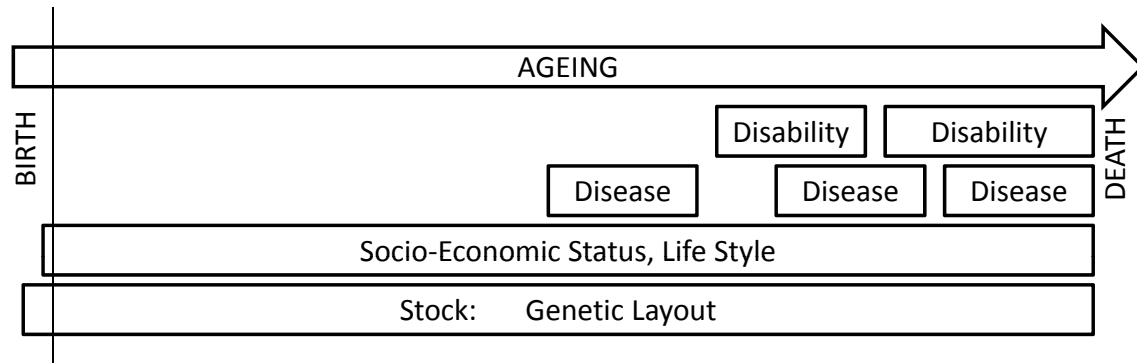 AGEING
BIRTH
Disability
Disability
DEATH
Disease
Disease
Disease
Socio-Economic Status, Life Style
Stock: Genetic Layout